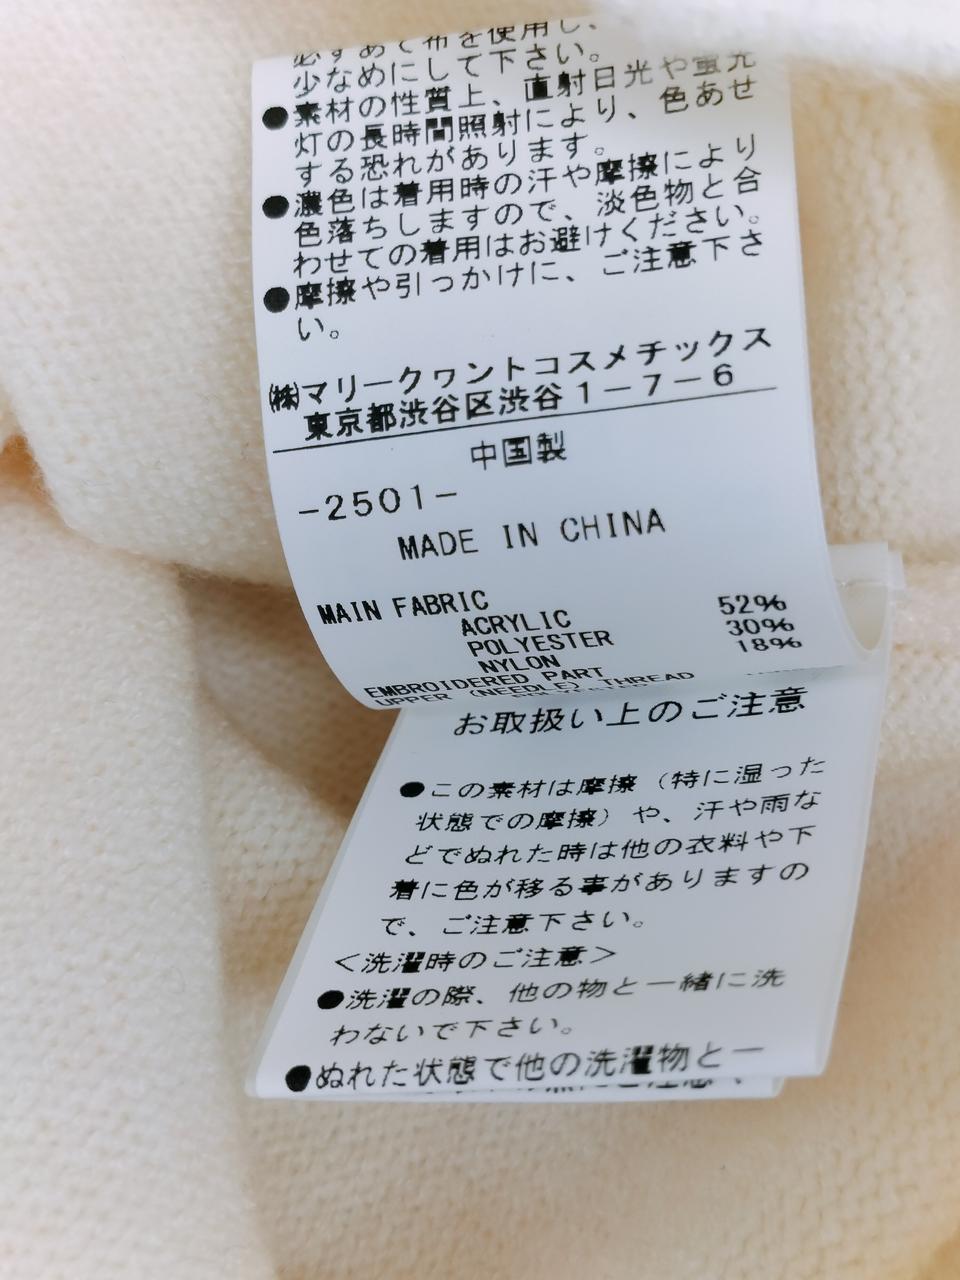 必ずあて布を使用し、
少なめにして下さい。
●素材の性質上、直射日光や蛍光
灯の長時間照射により、色あせ
する恐れがあります。
●濃色は着用時の汗や摩擦により
色落ちしますので、淡色物と合
わせての着用はお避けください。
●摩擦や引っかけに、ご注意下さ
い。
㈱マリークヮントコスメチックス
東京都渋谷区渋谷1-7-6
中国製
-2501-
MADE IN CHINA
MAIN FABRIC
ACRYLIC 52%
POLYESTER 30%
NYLON 18%
EMBROIDERED PART
UPPER (NEEDLE) THREAD
お取扱い上のご注意
●この素材は摩擦（特に湿った
状態での摩擦）や、汗や雨な
どでぬれた時は他の衣料や下
着に色が移る事がありますの
で、ご注意下さい。
＜洗濯時のご注意＞
●洗濯の際、他の物と一緒に洗
わないで下さい。
●ぬれた状態で他の洗濯物と一